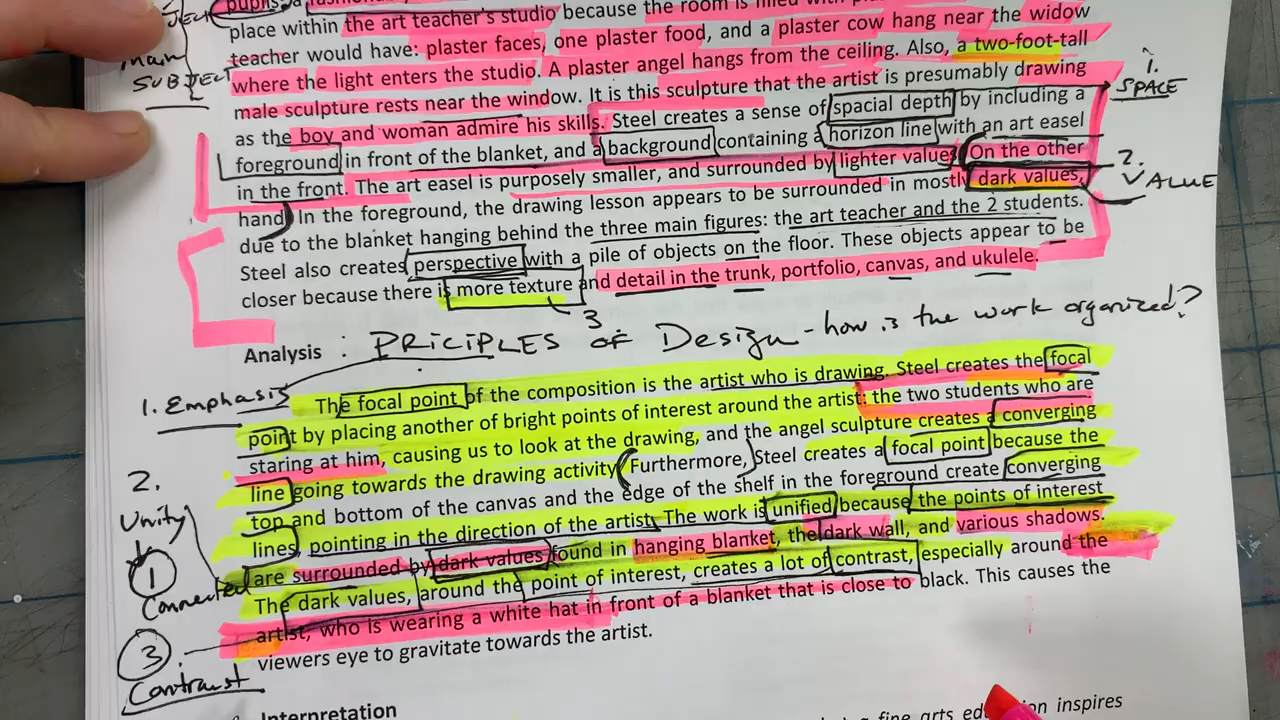 pupils, a
place within the art teacher's studio because the room is filled with
teacher would have: plaster faces, one plaster food, and a plaster cow hang near the widow
Main
SUBJECT
where the light enters the studio. A plaster angel hangs from the ceiling. Also, a two-foot-tall
male sculpture rests near the window. It is this sculpture that the artist is presumably drawing
1.
SPACE
as the boy and woman admire his skills. Steel creates a sense of spacial depth by including a
foreground in front of the blanket, and a background containing a horizon line with an art easel
in the front. The art easel is purposely smaller, and surrounded by lighter value. On the other
2.
VALUE
hand, In the foreground, the drawing lesson appears to be surrounded in mostly dark values,
due to the blanket hanging behind the three main figures: the art teacher and the 2 students.
Steel also creates perspective with a pile of objects on the floor. These objects appear to be
closer because there is more texture and detail in the trunk, portfolio, canvas, and ukulele.
3.
Analysis : PRICIPLES of Design - how is the work organized?
1. Emphasis
The focal point of the composition is the artist who is drawing. Steel creates the focal
point by placing another of bright points of interest around the artist: the two students who are
staring at him, causing us to look at the drawing, and the angel sculpture creates a converging
line going towards the drawing activity. Furthermore, Steel creates a focal point because the
top and bottom of the canvas and the edge of the shelf in the foreground create converging
2.
Unity
lines, pointing in the direction of the artist. The work is unified because the points of interest
are surrounded by dark values found in hanging blanket, the dark wall, and various shadows.
1
Connected
The dark values, around the point of interest, creates a lot of contrast, especially around the
artist, who is wearing a white hat in front of a blanket that is close to black. This causes the
viewers eye to gravitate towards the artist.
3.
Contrast
Interpretation
a fine arts education inspires